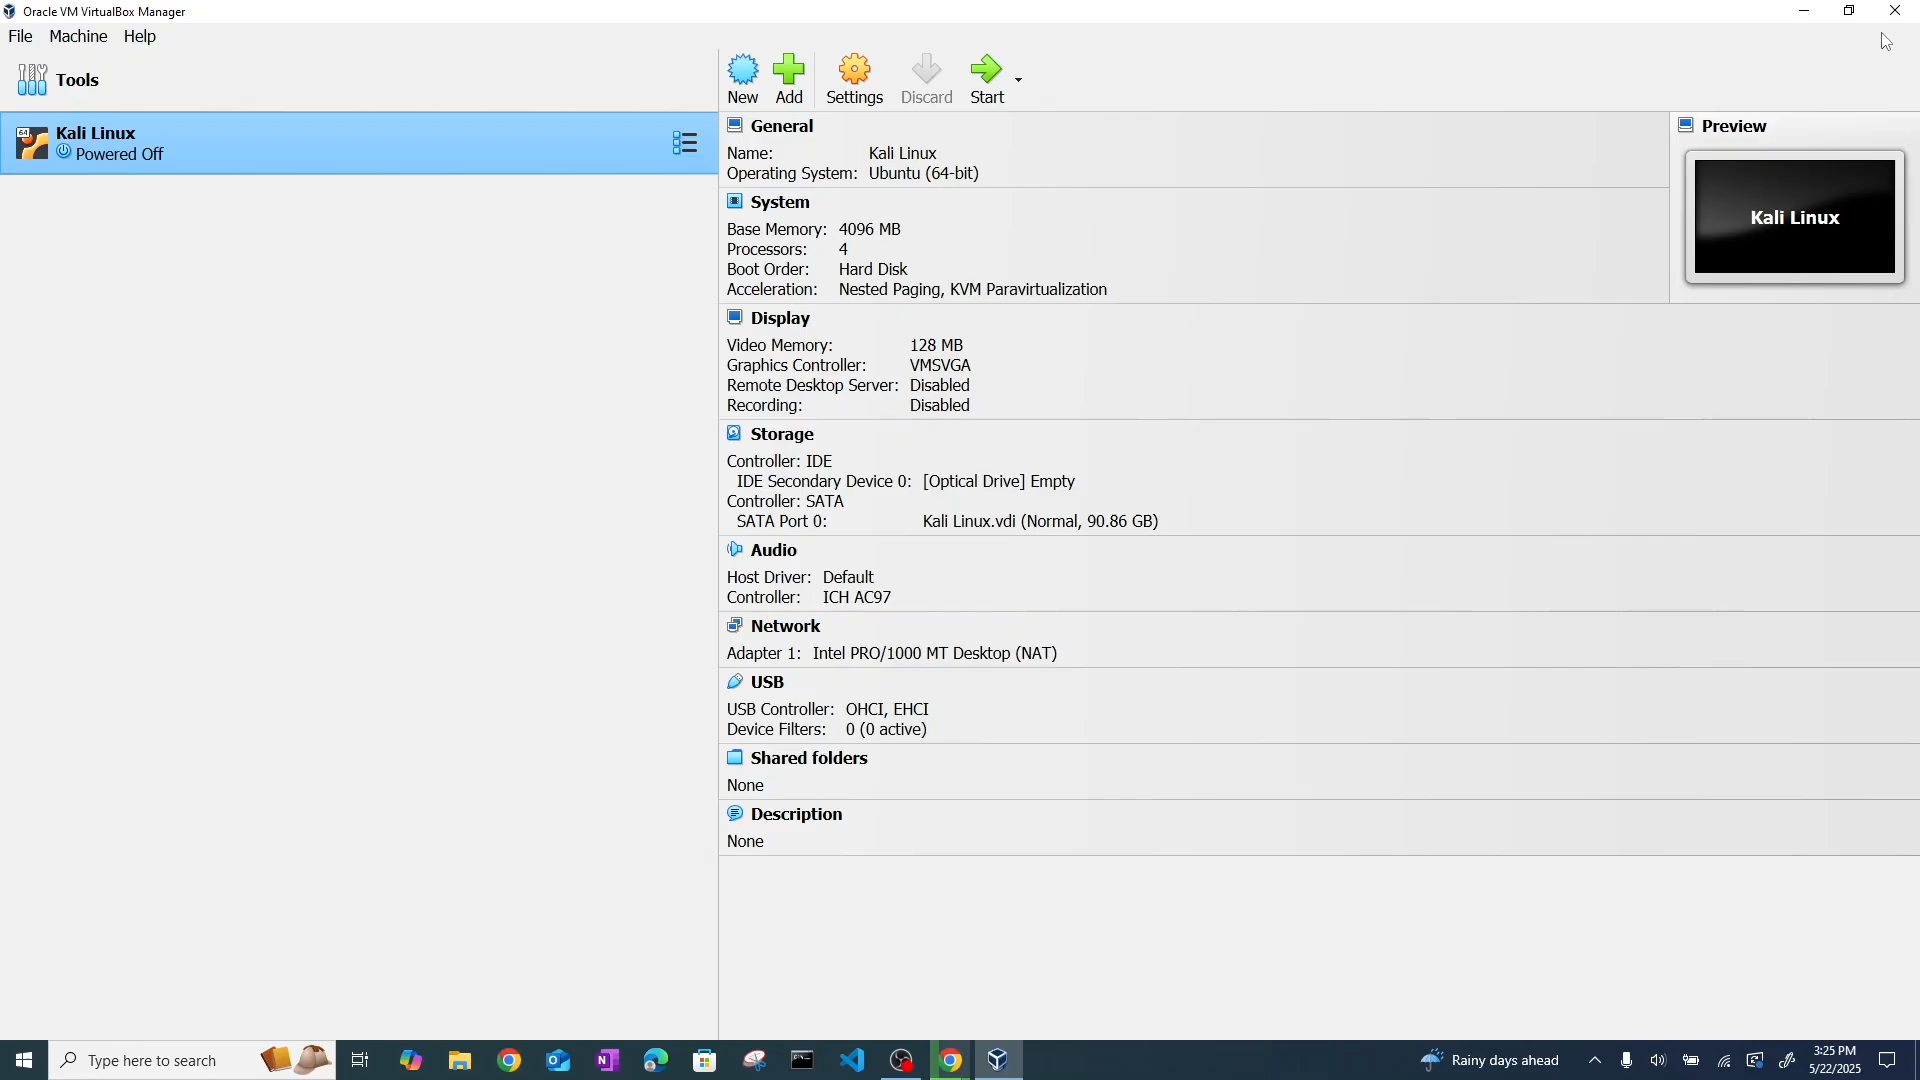 Oracle VM VirtualBox Manager
File Machine Help
Tools
New Add Settings Discard Start
64
Kali Linux
Powered Off
General
Name: Kali Linux
Operating System: Ubuntu (64-bit)
Preview
Kali Linux
System
Base Memory: 4096 MB
Processors: 4
Boot Order: Hard Disk
Acceleration: Nested Paging, KVM Paravirtualization
Display
Video Memory: 128 MB
Graphics Controller: VMSVGA
Remote Desktop Server: Disabled
Recording: Disabled
Storage
Controller: IDE
IDE Secondary Device 0: [Optical Drive] Empty
Controller: SATA
SATA Port 0: Kali Linux.vdi (Normal, 90.86 GB)
Audio
Host Driver: Default
Controller: ICH AC97
Network
Adapter 1: Intel PRO/1000 MT Desktop (NAT)
USB
USB Controller: OHCI, EHCI
Device Filters: 0 (0 active)
Shared folders
None
Description
None
Type here to search
Rainy days ahead
3:25 PM
5/22/2025